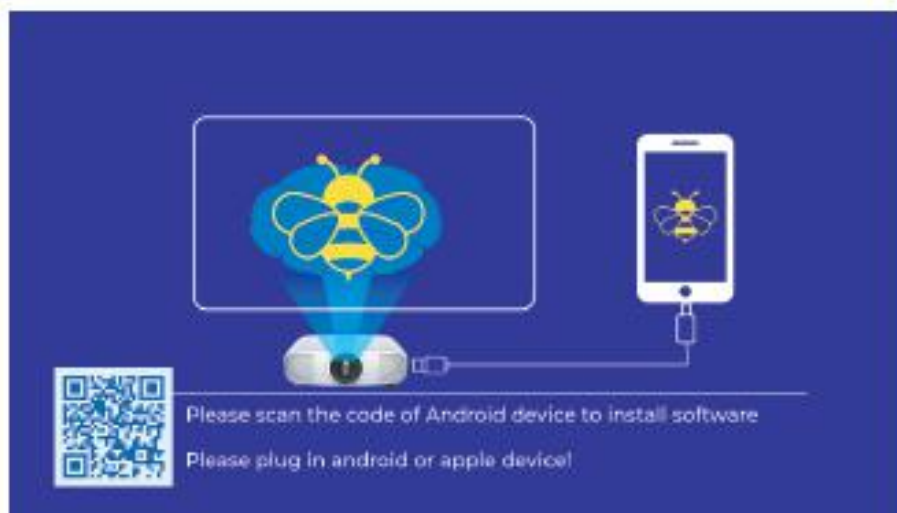 Please scan the code of Android device to install software
Please plug in android or apple device!